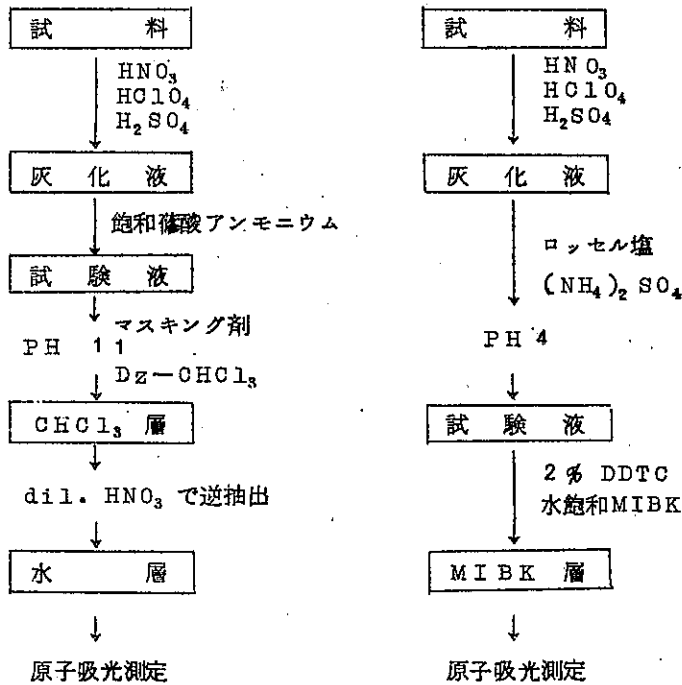 試料
HNO₃
HClO₄
H₂SO₄
灰化液
飽和硫酸アンモニウム
試験液
マスキング剤
PH 11
Dz-CHCl₃
CHCl₃ 層
dil. HNO₃ で逆抽出
水層
原子吸光測定
試料
HNO₃
HClO₄
H₂SO₄
灰化液
ロッセル塩
(NH₄)₂SO₄
PH 4
試験液
2% DDTC
水飽和MIBK
MIBK 層
原子吸光測定